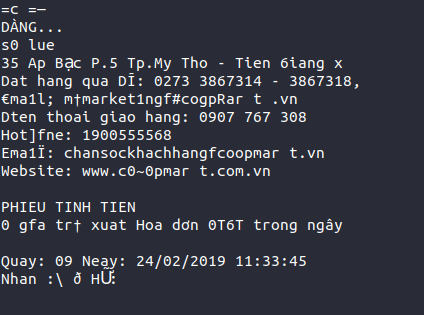 =c =—
DÀNG...
s0 lue
35 Ap Bạc P.5 Tp.My Tho - Tien 6iang x
Dat hang qua DĪ: 0273 3867314 - 3867318,
€ma1l; m†market1ngf#cogpRar t .vn
Dten thoai giao hang: 0907 767 308
Hot]fne: 1900555568
Ema1Ï: chansockhachhangfcoopmar t.vn
Website: www.c0~0pmar t.com.vn
PHIEU TINH TIEN
0 gfa tr† xuat Hoa dơn 0T6T trong ngây
Quay: 09 Neay: 24/02/2019 11:33:45
Nhan :\ ð HỮ: